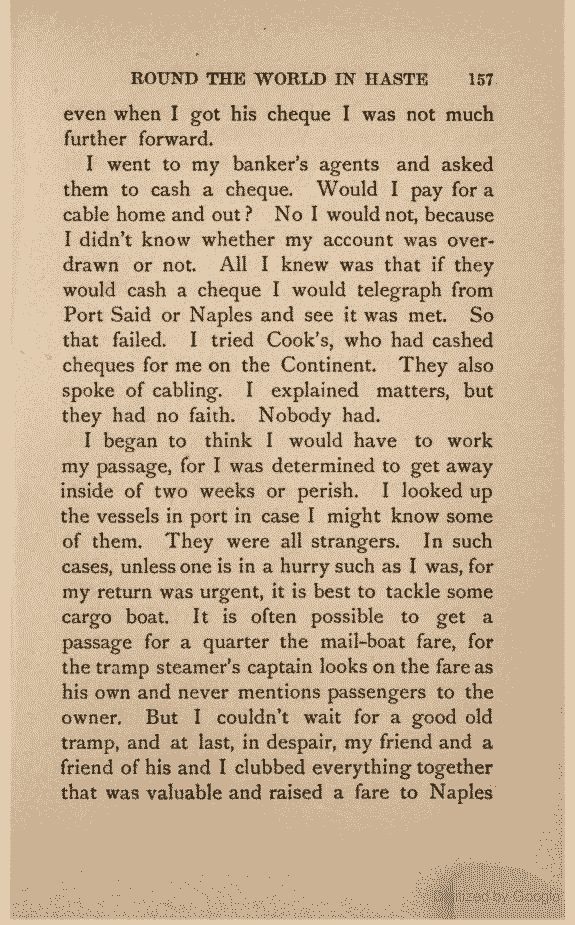 ROUND THE WORLD IN HASTE 157
even when I got his cheque I was not much
further forward.
I went to my banker's agents and asked
them to cash a cheque. Would I pay for a
cable home and out? No I would not, because
I didn't know whether my account was over-
drawn or not. All I knew was that if they
would cash a cheque I would telegraph from
Port Said or Naples and see it was met. So
that failed. I tried Cook's, who had cashed
cheques for me on the Continent. They also
spoke of cabling. I explained matters, but
they had no faith. Nobody had.
I began to think I would have to work
my passage, for I was determined to get away
inside of two weeks or perish. I looked up
the vessels in port in case I might know some
of them. They were all strangers. In such
cases, unless one is in a hurry such as I was, for
my return was urgent, it is best to tackle some
cargo boat. It is often possible to get a
passage for a quarter the mail-boat fare, for
the tramp steamer's captain looks on the fare as
his own and never mentions passengers to the
owner. But I couldn't wait for a good old
tramp, and at last, in despair, my friend and a
friend of his and I clubbed everything together
that was valuable and raised a fare to Naples
Digitized by Google